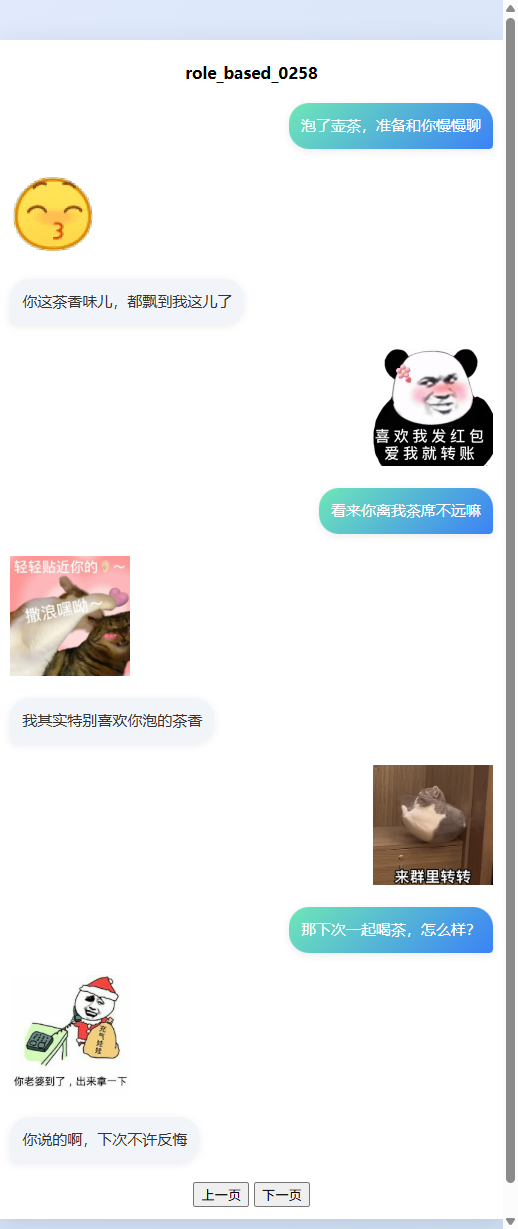 role_based_0258
泡了壶茶，准备和你慢慢聊
你这茶香味儿，都飘到我这儿了
喜欢我发红包
爱我就转账
看来你离我茶席不远嘛
轻轻贴近你的👂～
撒浪嘿呦～
我其实特别喜欢你泡的茶香
来群里转转
那下次一起喝茶，怎么样？
充气娃娃
你老婆到了，出来拿一下
你说的啊，下次不许反悔
上一页 下一页